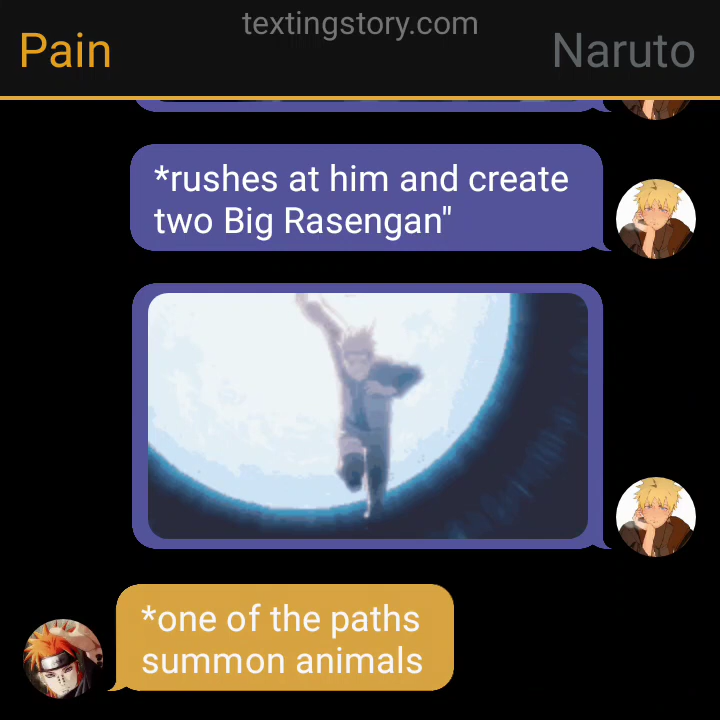 textingstory.com
Pain
Naruto
*rushes at him and create
two Big Rasengan"
*one of the paths
summon animals